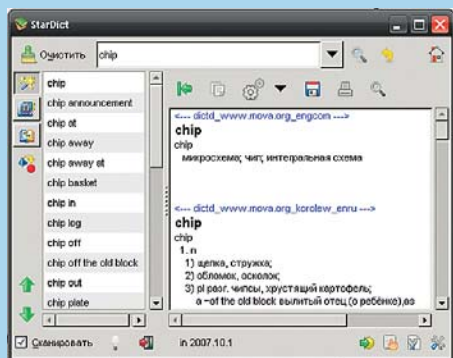 StarDict
Очистить chip
chip
chip announcement
chip at
chip away
chip away at
chip basket
chip in
chip log
chip off
chip off the old block
chip out
chip plate
<--- dictd_www.mova.org_engcom --->
chip
chip
микросхема; чип; интегральная схема
<--- dictd_www.mova.org_korolew_enru --->
chip
chip
1. n
1) щепка, стружка;
2) обломок, осколок;
3) pl разг. чипсы, хрустящий картофель;
a ~of the old block вылитый отец (о ребёнке),es
Сканировать
in 2007.10.1